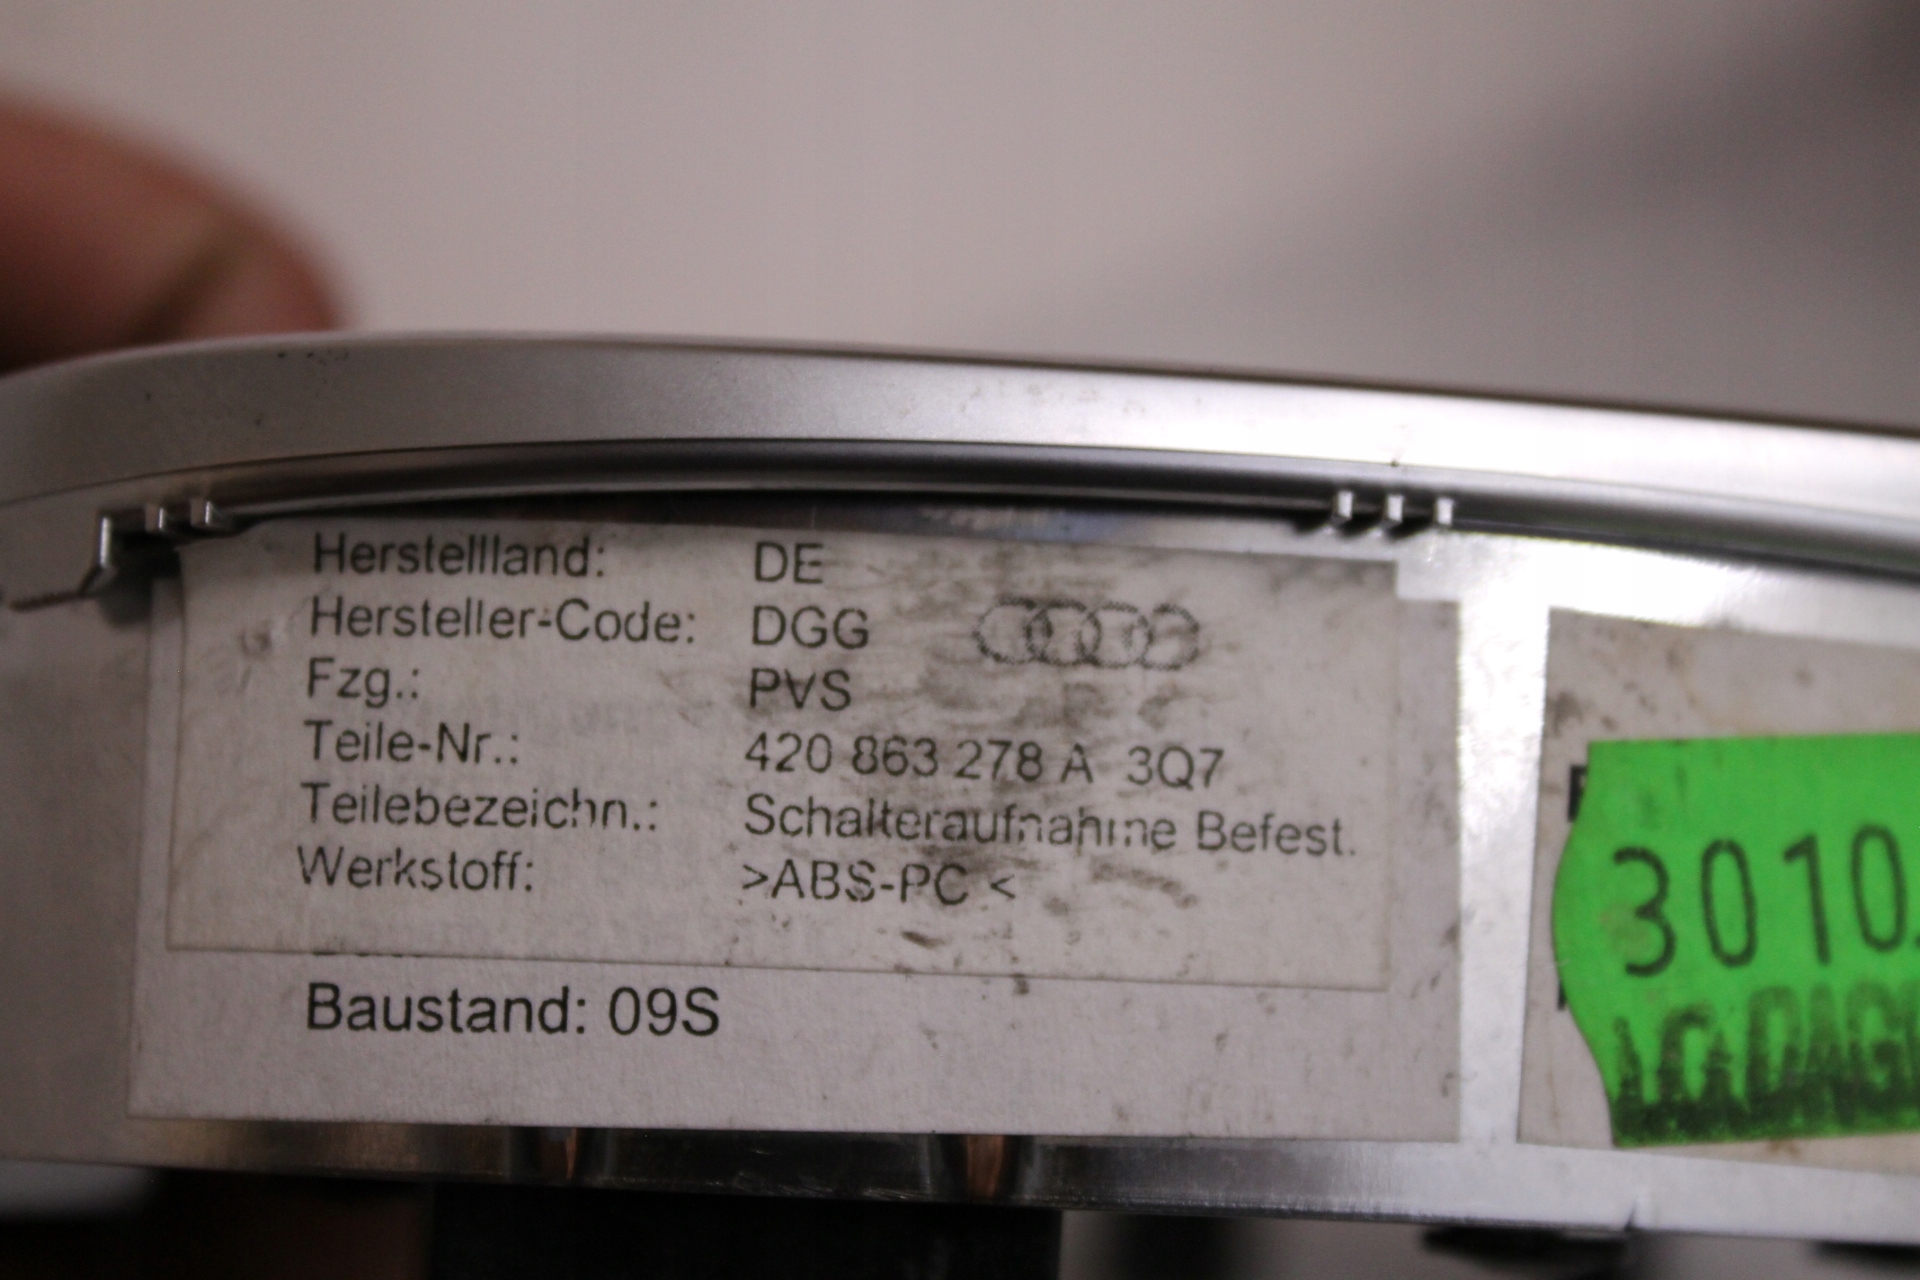 Herstellland: DE
Hersteller-Code: DGG
Fzg.: PVS
Teile-Nr.: 420 863 278 A 3Q7
Teilebezeichn.: Schalteraufnahme Befest.
Werkstoff: >ABS-PC <
Baustand: 09S
3010